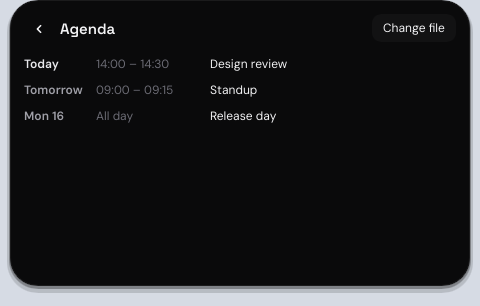 Agenda Change file
Today 14:00 – 14:30 Design review
Tomorrow 09:00 – 09:15 Standup
Mon 16 All day Release day